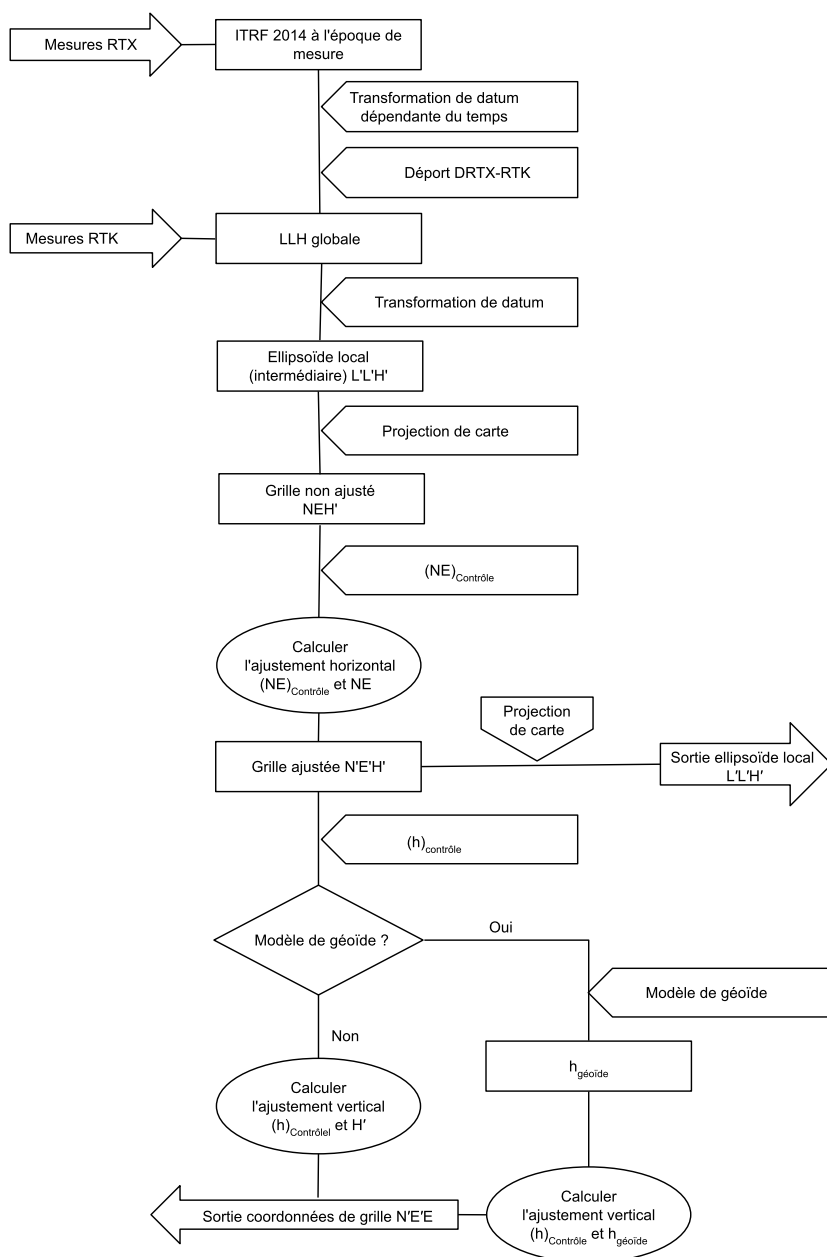 Mesures RTX
ITRF 2014 à l'époque de
mesure
Transformation de datum
dépendante du temps
Déport DRTX-RTK
Mesures RTK
LLH globale
Transformation de datum
Ellipsoïde local
(intermédiaire) L'L'H'
Projection de carte
Grille non ajusté
NEH'
(NE)Contrôle
Calculer
l'ajustement horizontal
(NE)Contrôle et NE
Projection
de carte
Grille ajustée N'E'H'
Sortie ellipsoïde local
L'L'H'
(h)contrôle
Modèle de géoïde ?
Oui
Modèle de géoïde
Non
hgéoïde
Calculer
l'ajustement vertical
(h)Contrôlel et H'
Sortie coordonnées de grille N'E'E
Calculer
l'ajustement vertical
(h)Contrôle et hgéoïde